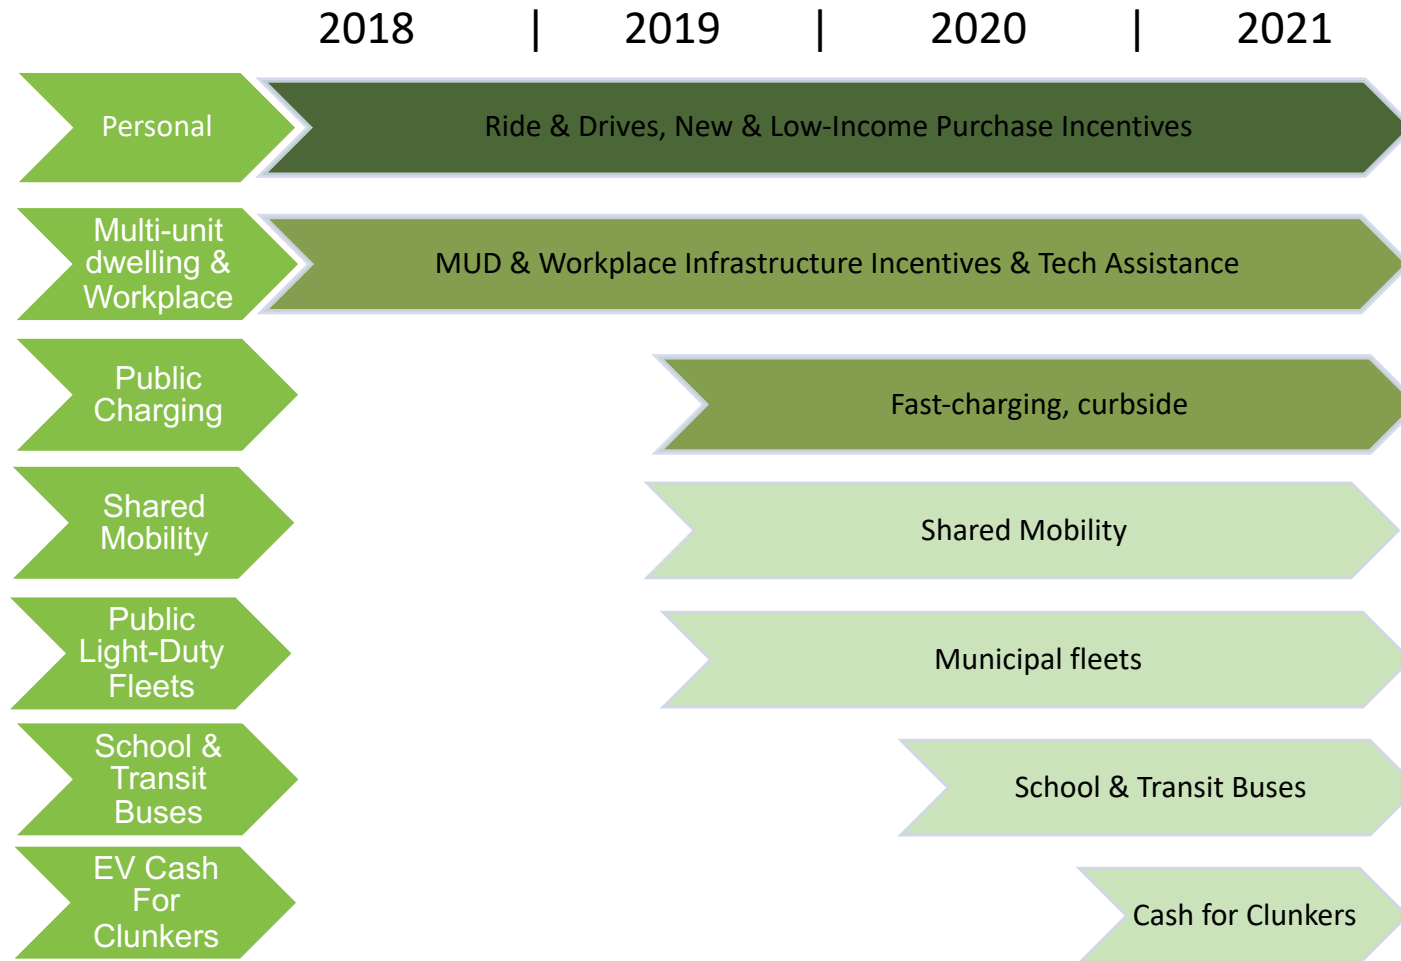 2018 | 2019 | 2020 | 2021
Personal
Ride & Drives, New & Low-Income Purchase Incentives
Multi-unit
dwelling &
Workplace
MUD & Workplace Infrastructure Incentives & Tech Assistance
Public
Charging
Fast-charging, curbside
Shared
Mobility
Shared Mobility
Public
Light-Duty
Fleets
Municipal fleets
School &
Transit
Buses
School & Transit Buses
EV Cash
For
Clunkers
Cash for Clunkers